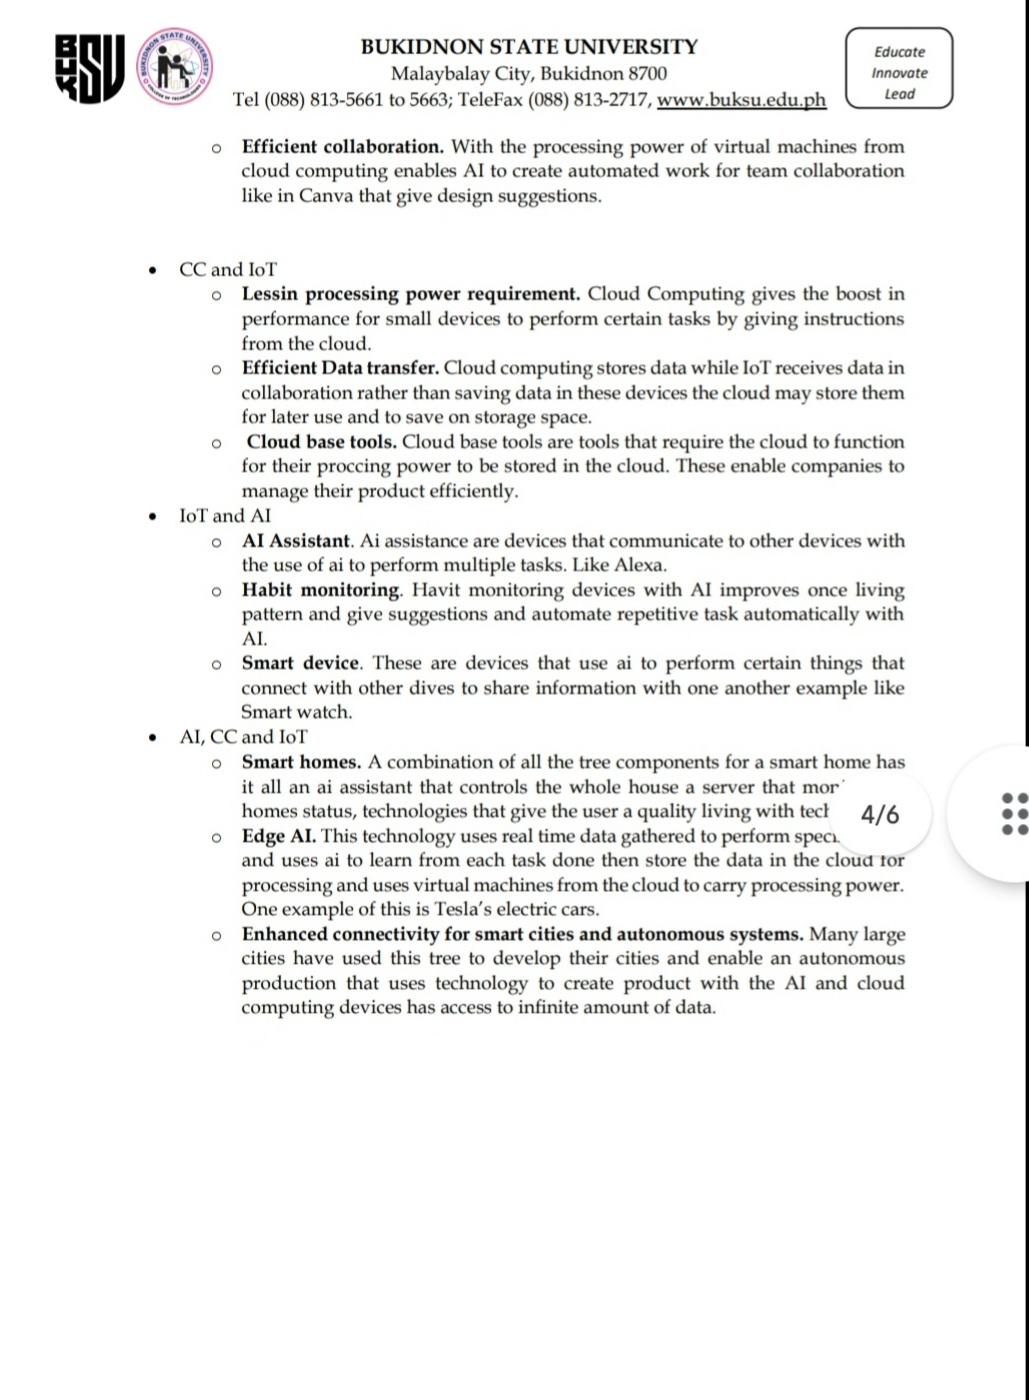 BUKSU
BUKIDNON STATE UNIVERSITY
Malaybalay City, Bukidnon 8700
Tel (088) 813-5661 to 5663; TeleFax (088) 813-2717, www.buksu.edu.ph
Educate
Innovate
Lead
o Efficient collaboration. With the processing power of virtual machines from
cloud computing enables AI to create automated work for team collaboration
like in Canva that give design suggestions.
• CC and IoT
o Lessin processing power requirement. Cloud Computing gives the boost in
performance for small devices to perform certain tasks by giving instructions
from the cloud.
o Efficient Data transfer. Cloud computing stores data while IoT receives data in
collaboration rather than saving data in these devices the cloud may store them
for later use and to save on storage space.
o Cloud base tools. Cloud base tools are tools that require the cloud to function
for their proccing power to be stored in the cloud. These enable companies to
manage their product efficiently.
• IoT and AI
o AI Assistant. Ai assistance are devices that communicate to other devices with
the use of ai to perform multiple tasks. Like Alexa.
o Habit monitoring. Havit monitoring devices with AI improves once living
pattern and give suggestions and automate repetitive task automatically with
AI.
o Smart device. These are devices that use ai to perform certain things that
connect with other dives to share information with one another example like
Smart watch.
• AI, CC and IoT
o Smart homes. A combination of all the tree components for a smart home has
it all an ai assistant that controls the whole house a server that
homes status, technologies that give the user a quality living with
4/6
o Edge AI. This technology uses real time data gathered to perform
and uses ai to learn from each task done then store the data in the cloud for
processing and uses virtual machines from the cloud to carry processing power.
One example of this is Tesla's electric cars.
o Enhanced connectivity for smart cities and autonomous systems. Many large
cities have used this tree to develop their cities and enable an autonomous
production that uses technology to create product with the AI and cloud
computing devices has access to infinite amount of data.